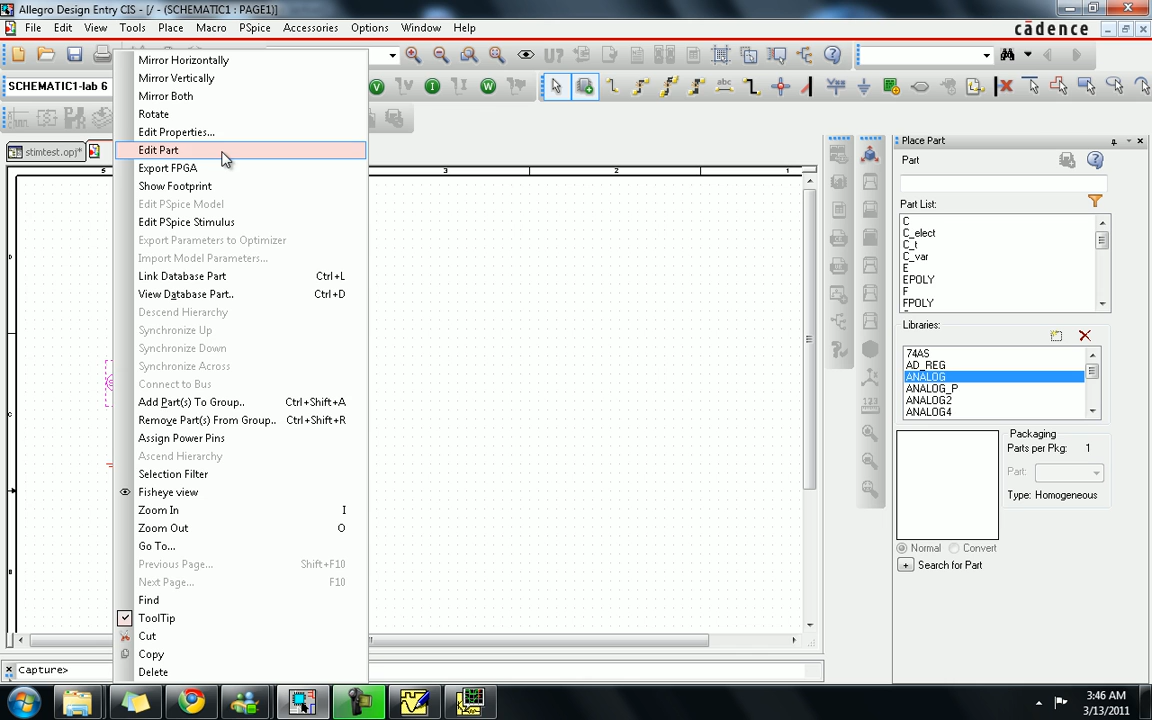 Allegro Design Entry CIS - [/ - (SCHEMATIC1 : PAGE1)]
File Edit View Tools Place Macro PSpice Accessories Options Window Help
cādence
SCHEMATIC1-lab 6
stimtest.opj*
Mirror Horizontally
Mirror Vertically
Mirror Both
Rotate
Edit Properties...
Edit Part
Export FPGA
Show Footprint
Edit PSpice Model
Edit PSpice Stimulus
Export Parameters to Optimizer
Import Model Parameters...
Link Database Part Ctrl+L
View Database Part.. Ctrl+D
Descend Hierarchy
Synchronize Up
Synchronize Down
Synchronize Across
Connect to Bus
Add Part(s) To Group.. Ctrl+Shift+A
Remove Part(s) From Group.. Ctrl+Shift+R
Assign Power Pins
Ascend Hierarchy
Selection Filter
Fisheye view
Zoom In I
Zoom Out O
Go To...
Previous Page... Shift+F10
Next Page... F10
Find
ToolTip
Cut
Copy
Delete
5
3
2
1
D
C
B
Capture>
Place Part
Part
Part List:
C
C_elect
C_t
C_var
E
EPOLY
F
FPOLY
Libraries:
74AS
AD_REG
ANALOG
ANALOG_P
ANALOG2
ANALOG4
Packaging
Parts per Pkg: 1
Part:
Type: Homogeneous
Normal Convert
+ Search for Part
3:46 AM
3/13/2011